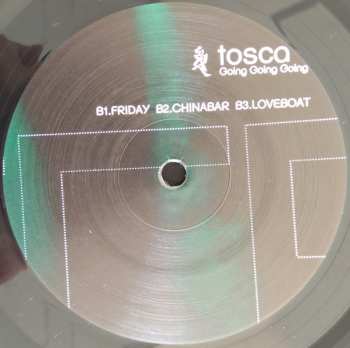 tosca
Going Going Going
B1.FRIDAY B2.CHINABAR B3.LOVEBOAT